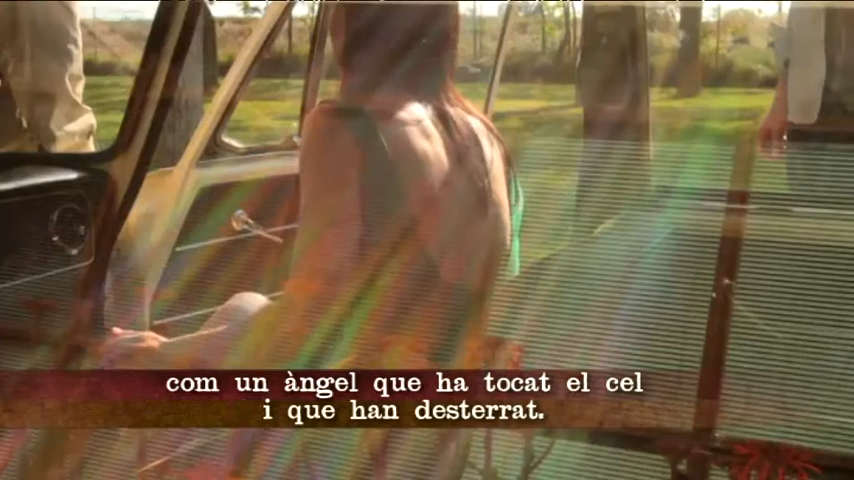 com un àngel que ha tocat el cel
i que han desterrat.